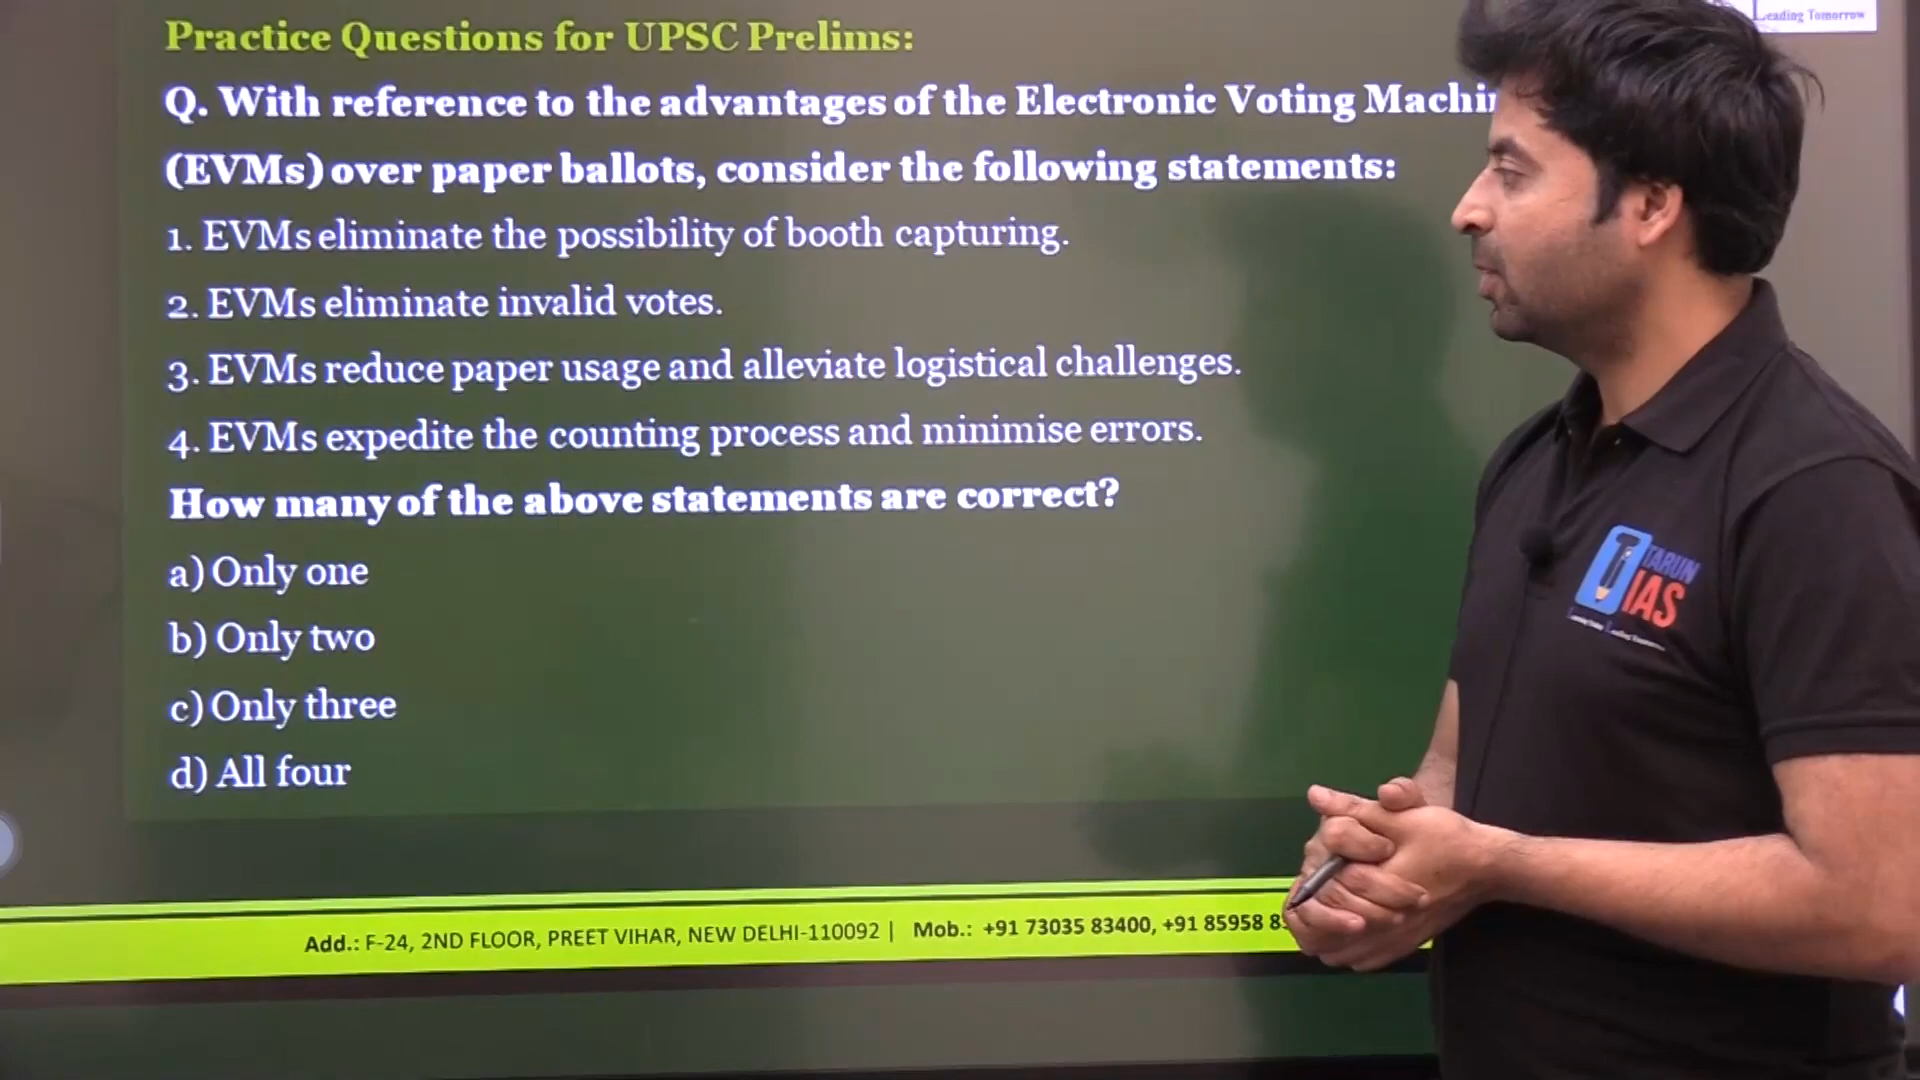 Leading Tomorrow
Practice Questions for UPSC Prelims:
Q. With reference to the advantages of the Electronic Voting
(EVMs) over paper ballots, consider the following statements:
1. EVMs eliminate the possibility of booth capturing.
2. EVMs eliminate invalid votes.
3. EVMs reduce paper usage and alleviate logistical challenges.
4. EVMs expedite the counting process and minimise errors.
How many of the above statements are correct?
a) Only one
b) Only two
c) Only three
d) All four
TARUN
IAS
Add.: F-24, 2ND FLOOR, PREET VIHAR, NEW DELHI-110092 | Mob.: +91 73035 83400, +91 85958